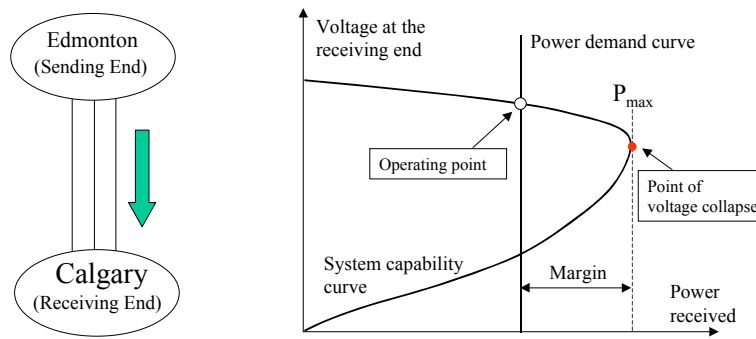 Edmonton
(Sending End)
Calgary
(Receiving End)
Voltage at the
receiving end
Power demand curve
Pmax
Operating point
Point of
voltage collapse
System capability
curve
Margin
Power
received